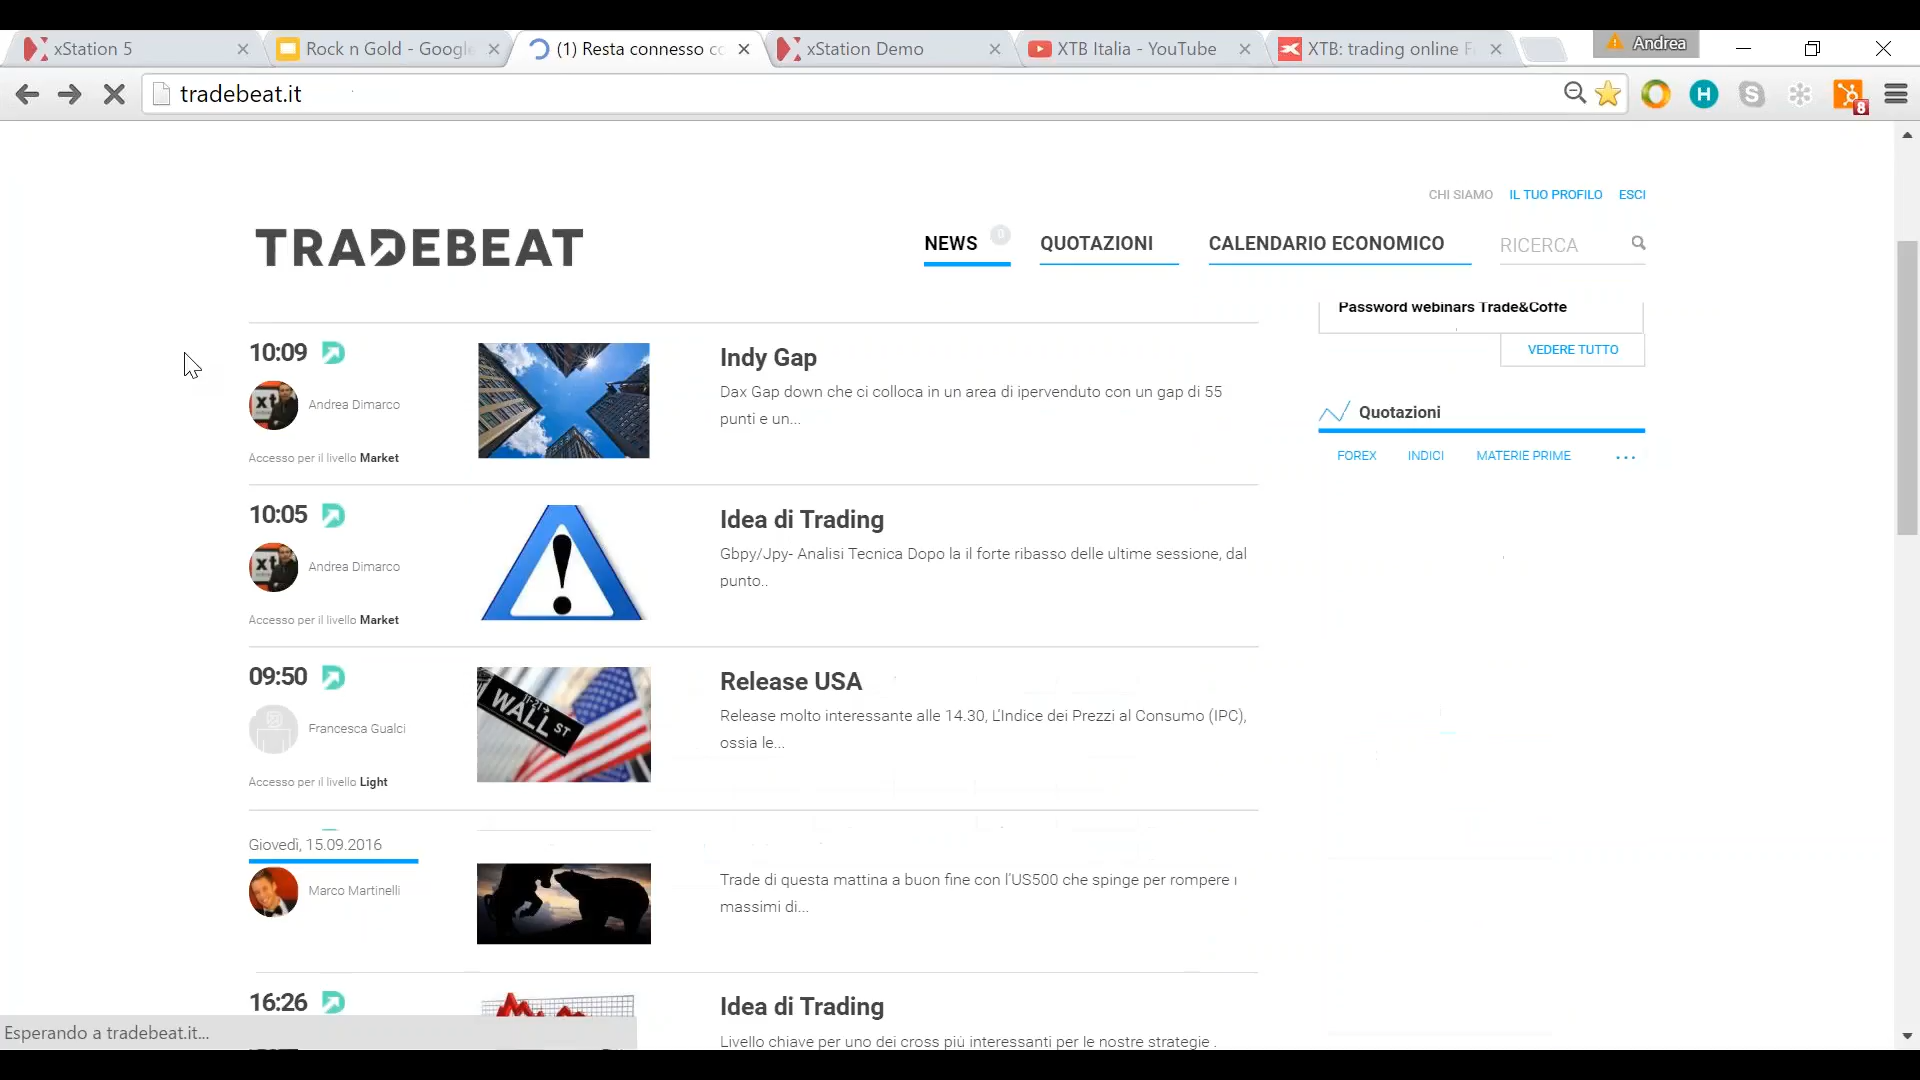 xStation 5
Rock n Gold - Google
(1) Resta connesso co
xStation Demo
XTB Italia - YouTube
XTB: trading online F
Andrea
tradebeat.it
H
S
8
CHI SIAMO
IL TUO PROFILO
ESCI
TRADEBEAT
NEWS
0
QUOTAZIONI
CALENDARIO ECONOMICO
RICERCA
Password webinars Trade&Coffe
VEDERE TUTTO
Quotazioni
FOREX
INDICI
MATERIE PRIME
...
10:09
Andrea Dimarco
Accesso per il livello Market
Indy Gap
Dax Gap down che ci colloca in un area di ipervenduto con un gap di 55
punti e un...
10:05
Andrea Dimarco
Accesso per il livello Market
Idea di Trading
Gbpy/Jpy- Analisi Tecnica Dopo la il forte ribasso delle ultime sessione, dal
punto..
09:50
Francesca Gualci
Accesso per il livello Light
WALL ST
Release USA
Release molto interessante alle 14.30, L'Indice dei Prezzi al Consumo (IPC),
ossia le...
Giovedì, 15.09.2016
Marco Martinelli
Trade di questa mattina a buon fine con l'US500 che spinge per rompere i
massimi di...
16:26
Idea di Trading
Livello chiave per uno dei cross più interessanti per le nostre strategie .
Esperando a tradebeat.it...